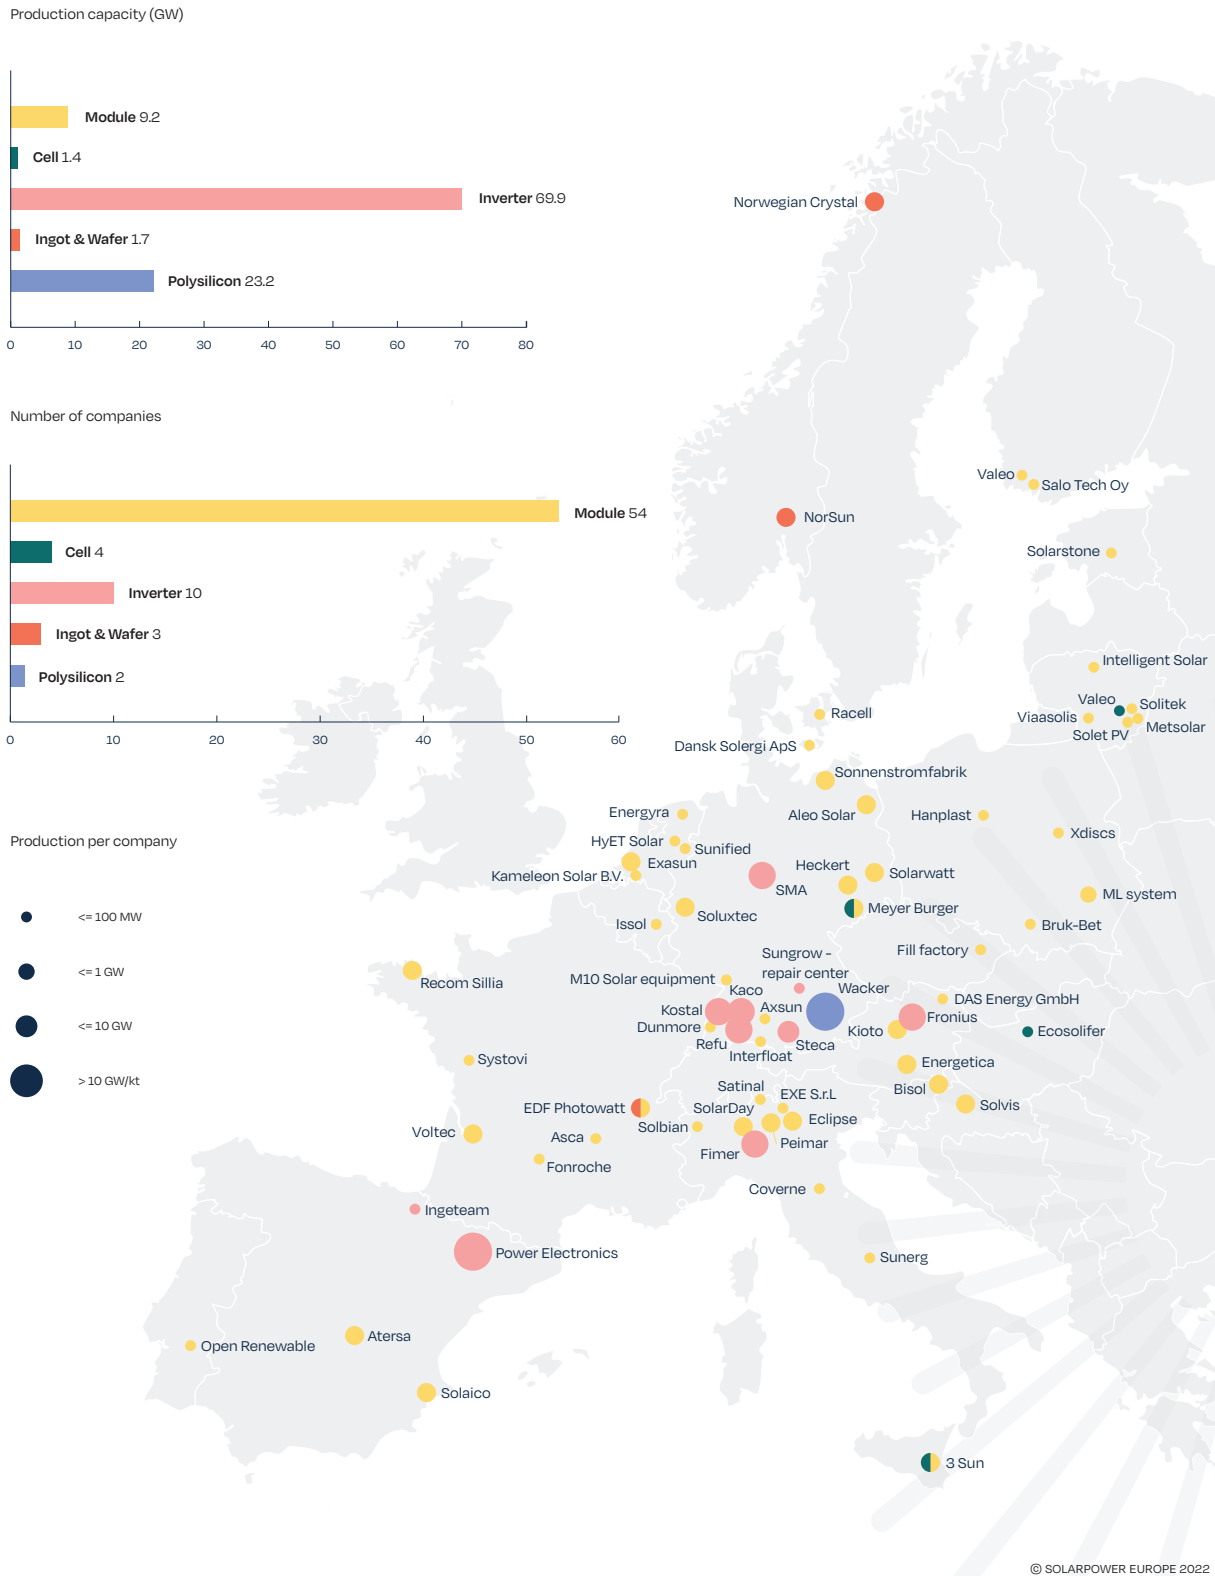 Production capacity (GW)
Module 9.2
Cell 1.4
Inverter 69.9
Ingot & Wafer 1.7
Polysilicon 23.2
0 10 20 30 40 50 60 70 80
Number of companies
Module 54
Cell 4
Inverter 10
Ingot & Wafer 3
Polysilicon 2
0 10 20 30 40 50 60
Production per company
<= 100 MW
<= 1 GW
<= 10 GW
> 10 GW/kt
Norwegian Crystal
Valeo
Salo Tech Oy
NorSun
Solarstone
Intelligent Solar
Valeo
Solitek
Viaasolis
Metsolar
Solet PV
Racell
Dansk Solergi ApS
Sonnenstromfabrik
Energyra
Aleo Solar
Hanplast
Xdiscs
HyET Solar
Sunified
Exasun
Heckert
Solarwatt
Kameleon Solar B.V.
SMA
ML system
Meyer Burger
Soluxtec
Issol
Bruk-Bet
Fill factory
Sungrow -
repair center
Recom Sillia
M10 Solar equipment
Kaco
Wacker
DAS Energy GmbH
Kostal
Axsun
Fronius
Dunmore
Kioto
Ecosolifer
Refu
Steca
Interfloat
Systovi
Energetica
Satinal
EXE S.r.L
Bisol
EDF Photowatt
SolarDay
Solvis
Solbian
Eclipse
Voltec
Asca
Peimar
Fimer
Fonroche
Coverne
Ingeteam
Power Electronics
Sunerg
Atersa
Open Renewable
Solaico
3 Sun
© SOLARPOWER EUROPE 2022